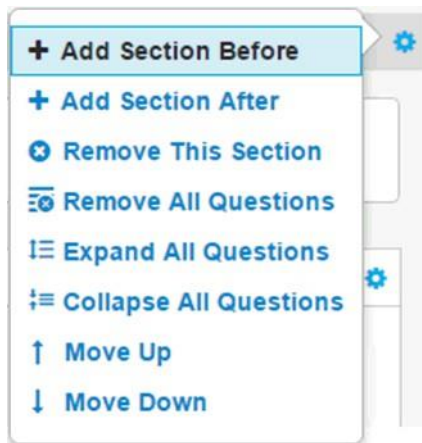 Add Section Before
Add Section After
Remove This Section
Remove All Questions
Expand All Questions
Collapse All Questions
Move Up
Move Down